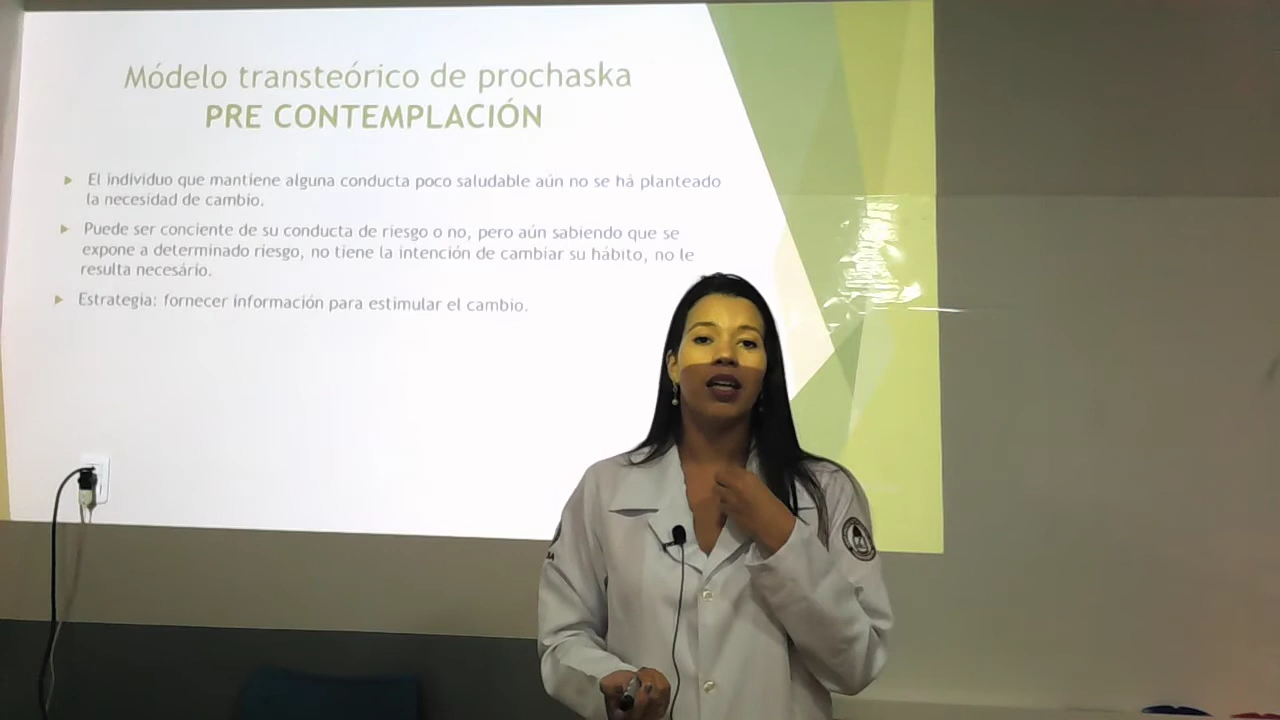 Módelo transteórico de prochaska
PRE CONTEMPLACIÓN
El individuo que mantiene alguna conducta poco saludable aún no se há planteado
la necesidad de cambio.
Puede ser conciente de su conducta de riesgo o no, pero aún sabiendo que se
expone a determinado riesgo, no tiene la intención de cambiar su hábito, no le
resulta necesário.
Estrategia: fornecer información para estimular el cambio.